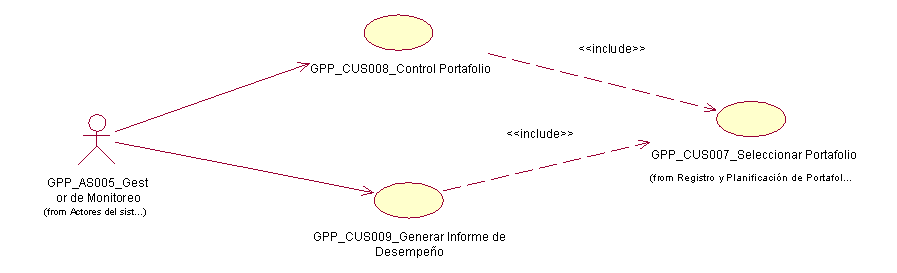 <<include>>
GPP_CUS008_Control Portafolio
<<include>>
GPP_CUS007_Seleccionar Portafolio
(from Registro y Planificación de Portafol...
GPP_AS005_Gest
or de Monitoreo
(from Actores del sist...)
GPP_CUS009_Generar Informe de
Desempeño